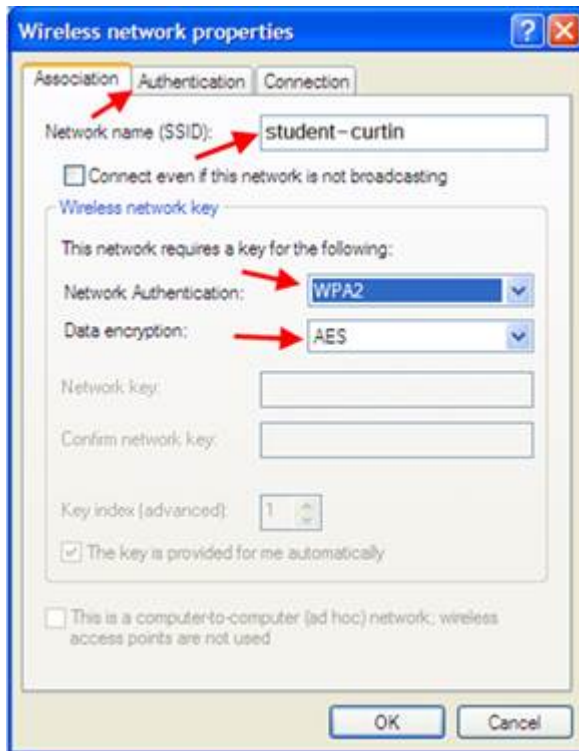 Wireless network properties
?
Association Authentication Connection
Network name (SSID): student-curtin
Connect even if this network is not broadcasting
Wireless network key
This network requires a key for the following:
Network Authentication: WPA2
Data encryption: AES
Network key:
Confirm network key:
Key index (advanced): 1
The key is provided for me automatically
This is a computer-to-computer (ad hoc) network; wireless
access points are not used
OK Cancel